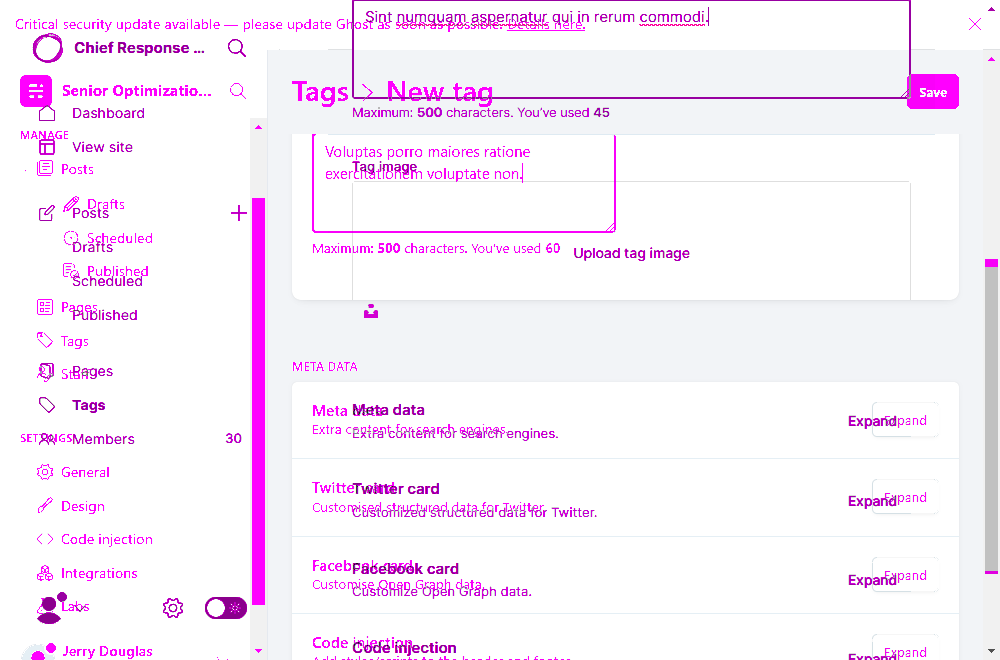 Sint numquam aspernatur qui in rerum commodi.
Critical security update available — please update Ghost as soon as possible. Details here.
Chief Response ...
Senior Optimizatio...
Tags > New tag
Save
Dashboard
Maximum: 500 characters. You've used 45
MANAGE
View site
Voluptas porro maiores ratione
exercitationem voluptate non.
Tag image
Posts
Drafts
Posts
Scheduled
Drafts
Maximum: 500 characters. You've used 60
Upload tag image
Published
Scheduled
Pages
Published
Tags
META DATA
Staff
Pages
Tags
Meta data
Meta data
Extra content for search engines.
Extra content for search engines.
Expand
Expand
SETTINGS
Members
30
General
Twitter card
Twitter card
Customised structured data for Twitter.
Customized structured data for Twitter.
Expand
Expand
Design
Code injection
Integrations
Facebook card
Facebook card
Customise Open Graph data.
Customize Open Graph data.
Expand
Expand
Labs
Code injection
Code injection
Add styles/scripts to the header and footer.
Expand
Expand
Jerry Douglas